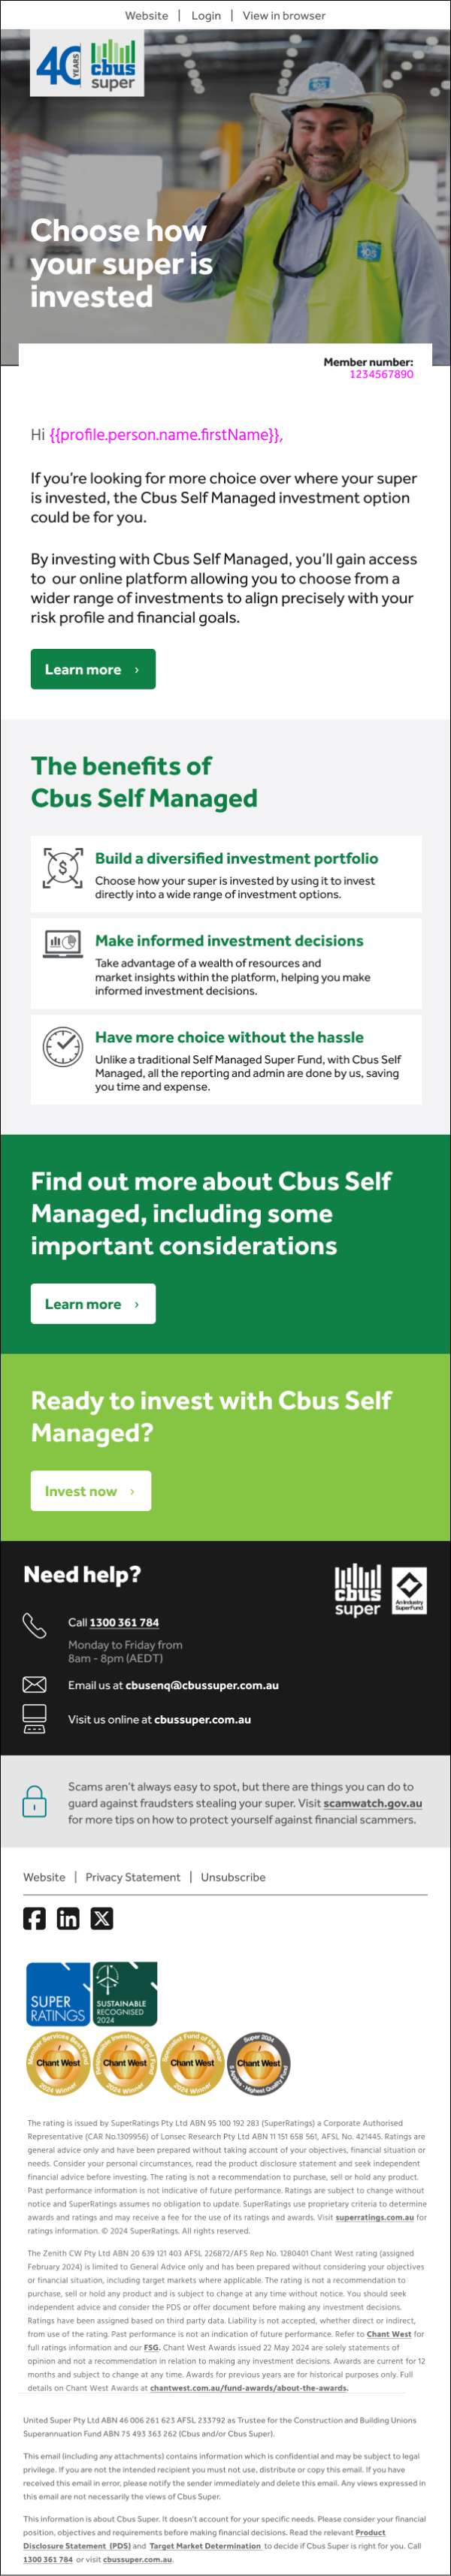 Website | Login | View in browser
40 YEARS
cbus
super
Choose how
your super is
invested
Member number:
1234567890
Hi {{profile.person.name.firstName}},
If you're looking for more choice over where your super
is invested, the Cbus Self Managed investment option
could be for you.
By investing with Cbus Self Managed, you'll gain access
to our online platform allowing you to choose from a
wider range of investments to align precisely with your
risk profile and financial goals.
Learn more ›
The benefits of
Cbus Self Managed
Build a diversified investment portfolio
Choose how your super is invested by using it to invest
directly into a wide range of investment options.
Make informed investment decisions
Take advantage of a wealth of resources and
market insights within the platform, helping you make
informed investment decisions.
Have more choice without the hassle
Unlike a traditional Self Managed Super Fund, with Cbus Self
Managed, all the reporting and admin are done by us, saving
you time and expense.
Find out more about Cbus Self
Managed, including some
important considerations
Learn more ›
Ready to invest with Cbus Self
Managed?
Invest now ›
Need help?
cbus
super
An Industry
SuperFund
Call 1300 361 784
Monday to Friday from
8am - 8pm (AEDT)
Email us at cbusenq@cbussuper.com.au
Visit us online at cbussuper.com.au
Scams aren't always easy to spot, but there are things you can do to
guard against fraudsters stealing your super. Visit scamwatch.gov.au
for more tips on how to protect yourself against financial scammers.
Website | Privacy Statement | Unsubscribe
SUPER
RATINGS
SUSTAINABLE
RECOGNISED
2024
Chant West
2024 Winner
Chant West
2024 Winner
Chant West
2024 Winner
Super 2024
Chant West
The rating is issued by SuperRatings Pty Ltd ABN 95 100 192 283 (SuperRatings) a Corporate Authorised
Representative (CAR No.1309956) of Lonsec Research Pty Ltd ABN 11 151 658 561, AFSL No. 421445. Ratings are
general advice only and have been prepared without taking account of your objectives, financial situation or
needs. Consider your personal circumstances, read the product disclosure statement and seek independent
financial advice before investing. The rating is not a recommendation to purchase, sell or hold any product.
Past performance information is not indicative of future performance. Ratings are subject to change without
notice and SuperRatings assumes no obligation to update. SuperRatings use proprietary criteria to determine
awards and ratings and may receive a fee for the use of its ratings and awards. Visit superratings.com.au for
ratings information. © 2024 SuperRatings. All rights reserved.
The Zenith CW Pty Ltd ABN 20 639 121 403 AFSL 226872/AFS Rep No. 1280401 Chant West rating (assigned
February 2024) is limited to General Advice only and has been prepared without considering your objectives
or financial situation, including target markets where applicable. The rating is not a recommendation to
purchase, sell or hold any product and is subject to change at any time without notice. You should seek
independent advice and consider the PDS or offer document before making any investment decisions.
Ratings have been assigned based on third party data. Liability is not accepted, whether direct or indirect,
from use of the rating. Past performance is not an indication of future performance. Refer to Chant West for
full ratings information and our FSG. Chant West Awards issued 22 May 2024 are solely statements of
opinion and not a recommendation in relation to making any investment decisions. Awards are current for 12
months and subject to change at any time. Awards for previous years are for historical purposes only. Full
details on Chant West Awards at chantwest.com.au/fund-awards/about-the-awards.
United Super Pty Ltd ABN 46 006 261 623 AFSL 233792 as Trustee for the Construction and Building Unions
Superannuation Fund ABN 75 493 363 262 (Cbus and/or Cbus Super).
This email (including any attachments) contains information which is confidential and may be subject to legal
privilege. If you are not the intended recipient you must not use, distribute or copy this email. If you have
received this email in error, please notify the sender immediately and delete this email. Any views expressed in
this email are not necessarily the views of Cbus Super.
This information is about Cbus Super. It doesn't account for your specific needs. Please consider your financial
position, objectives and requirements before making financial decisions. Read the relevant Product
Disclosure Statement (PDS) and Target Market Determination to decide if Cbus Super is right for you. Call
1300 361 784 or visit cbussuper.com.au.